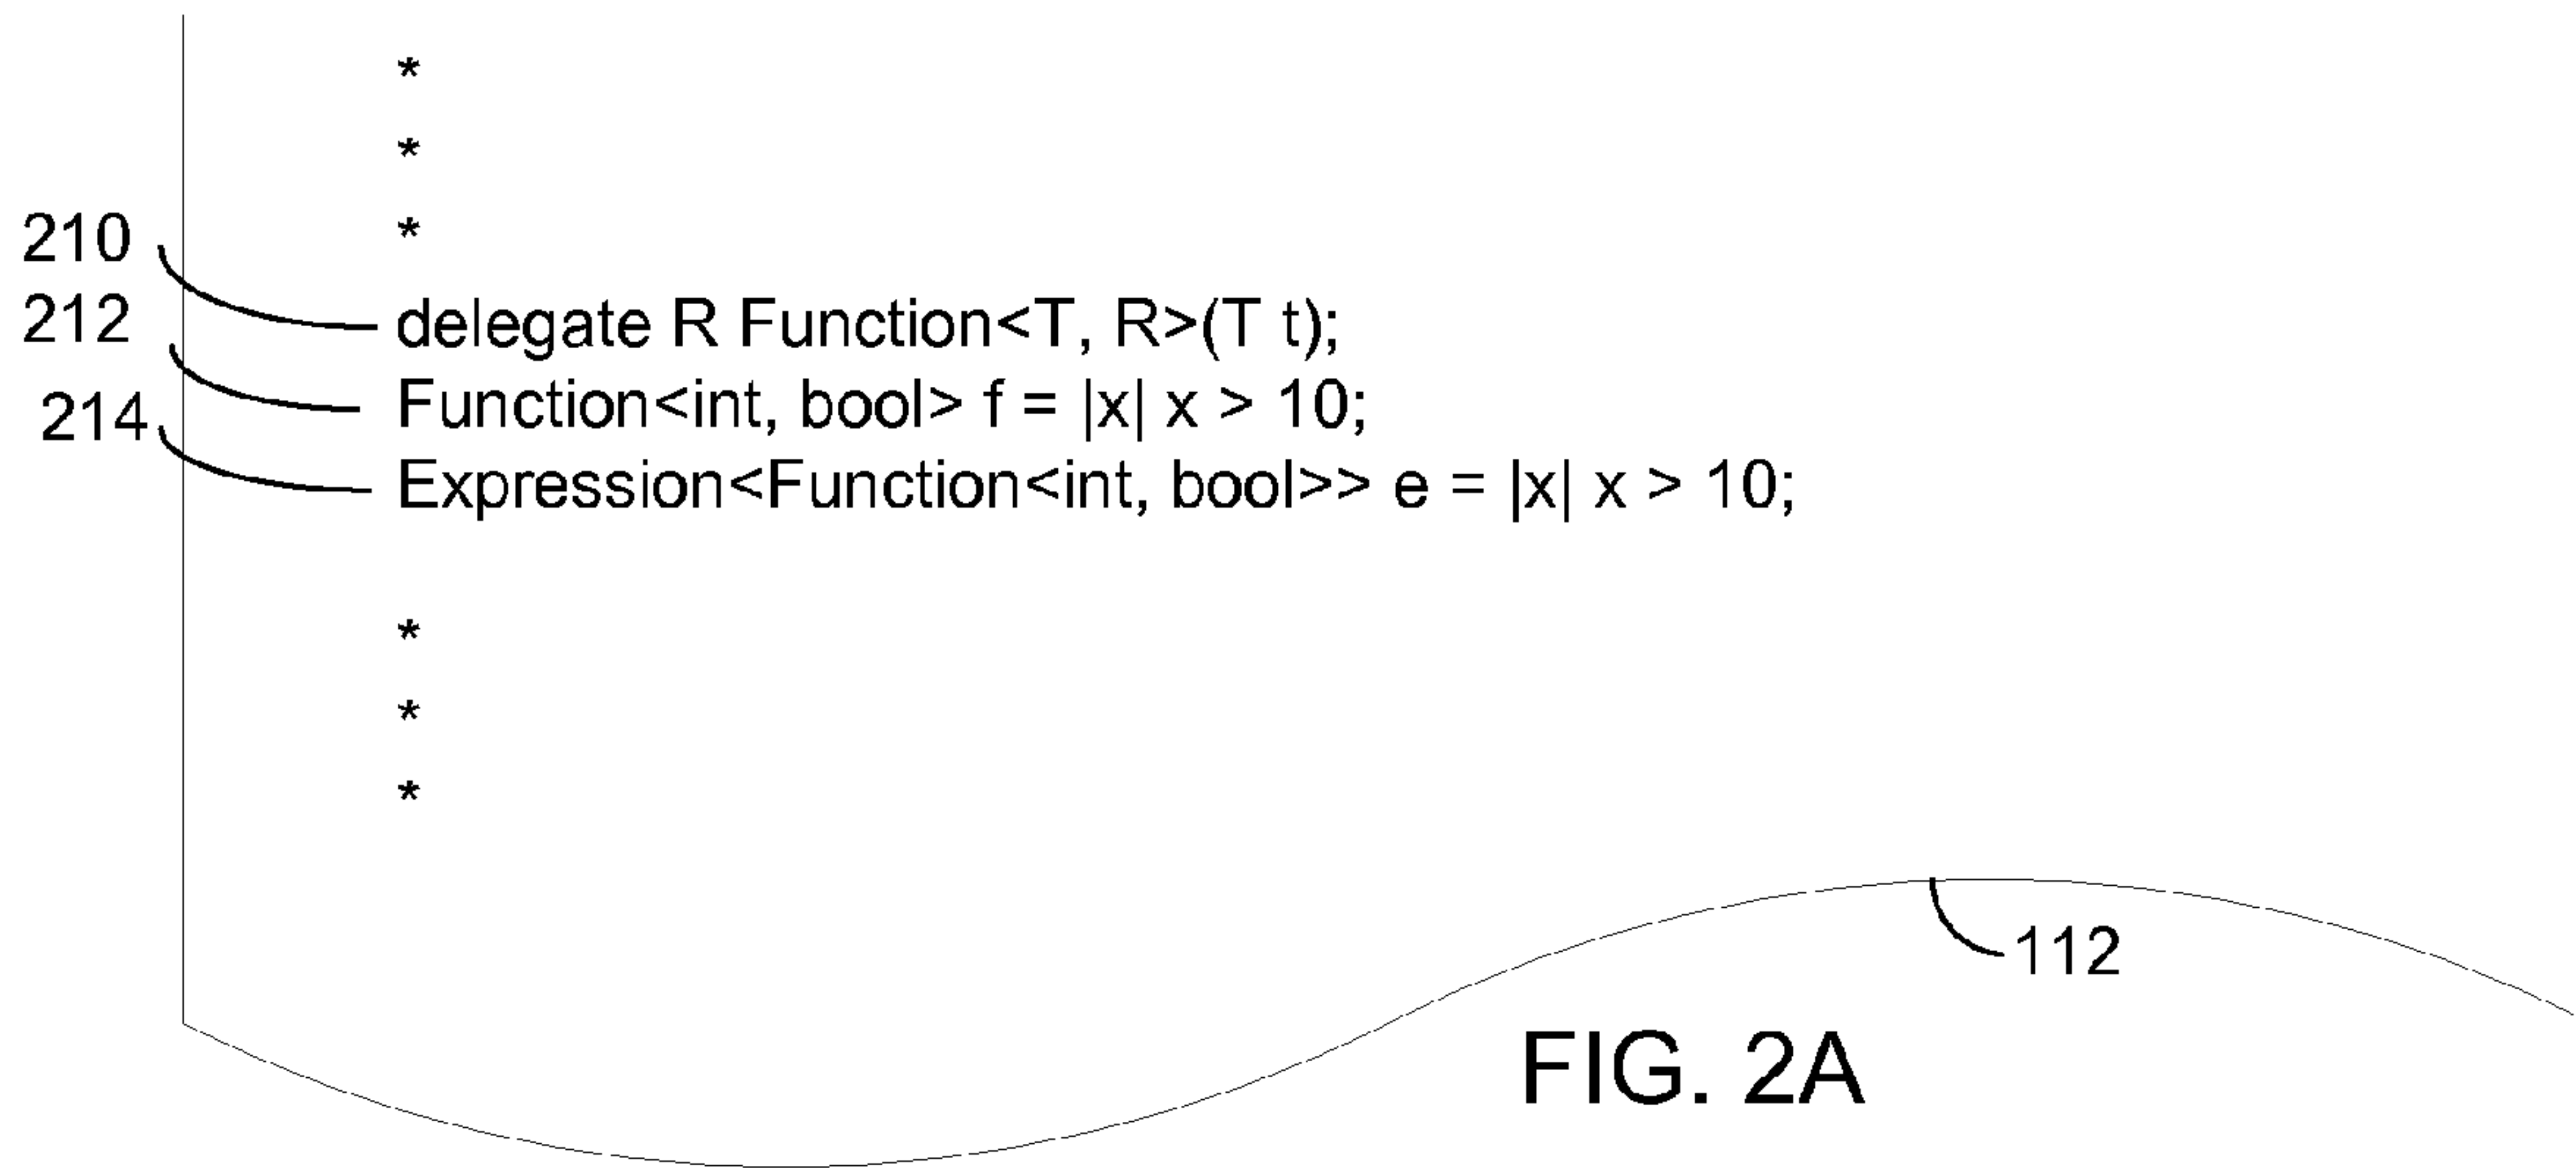 *
*
*
210
delegate R Function<T, R>(T t);
212
Function<int, bool> f = |x| x > 10;
214
Expression<Function<int, bool>> e = |x| x > 10;
*
*
*
112
FIG. 2A